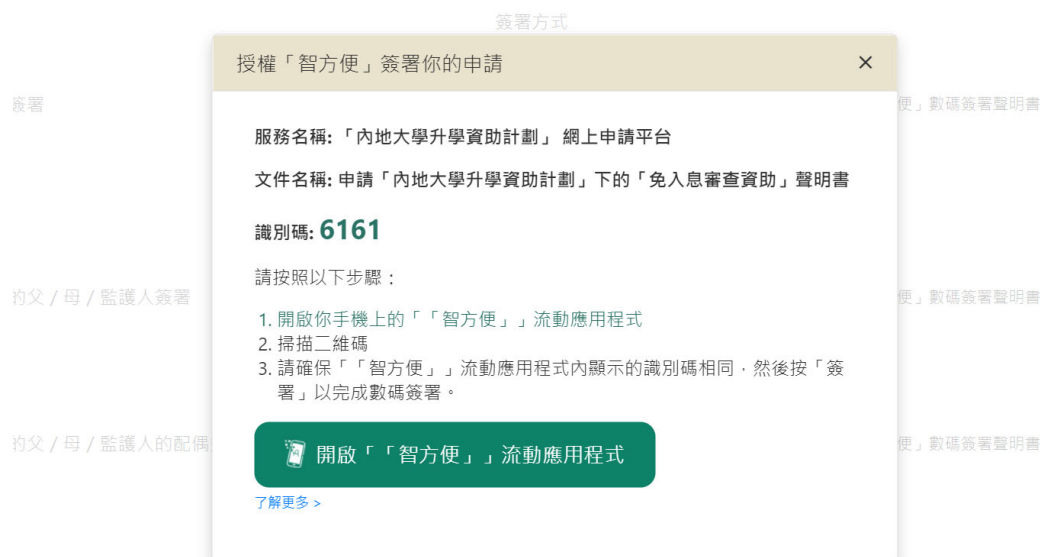 簽署方式
授權「智方便」簽署你的申請
×
簽署
便」數碼簽署聲明書
服務名稱: 「內地大學升學資助計劃」 網上申請平台
文件名稱: 申請「內地大學升學資助計劃」下的「免入息審查資助」聲明書
識別碼: 6161
請按照以下步驟：
的父 / 母 / 監護人簽署
便」數碼簽署聲明書
1. 開啟你手機上的「「智方便」」流動應用程式
2. 掃描二維碼
3. 請確保「「智方便」」流動應用程式內顯示的識別碼相同，然後按「簽
署」以完成數碼簽署。
的父 / 母 / 監護人的配偶
便」數碼簽署聲明書
開啟「「智方便」」流動應用程式
了解更多 >